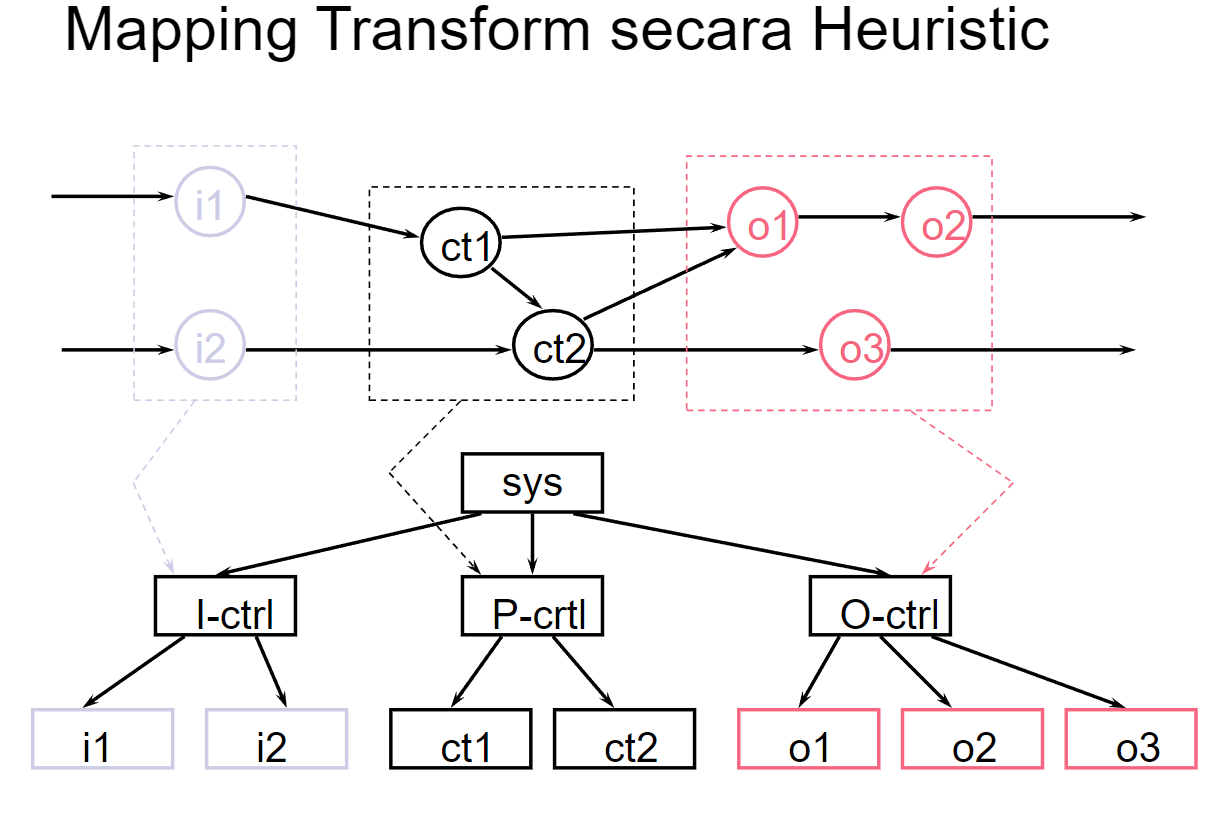 Mapping Transform secara Heuristic
i1
ct1
o1
o2
i2
ct2
o3
sys
I-ctrl
P-crtl
O-ctrl
i1
i2
ct1
ct2
o1
o2
o3